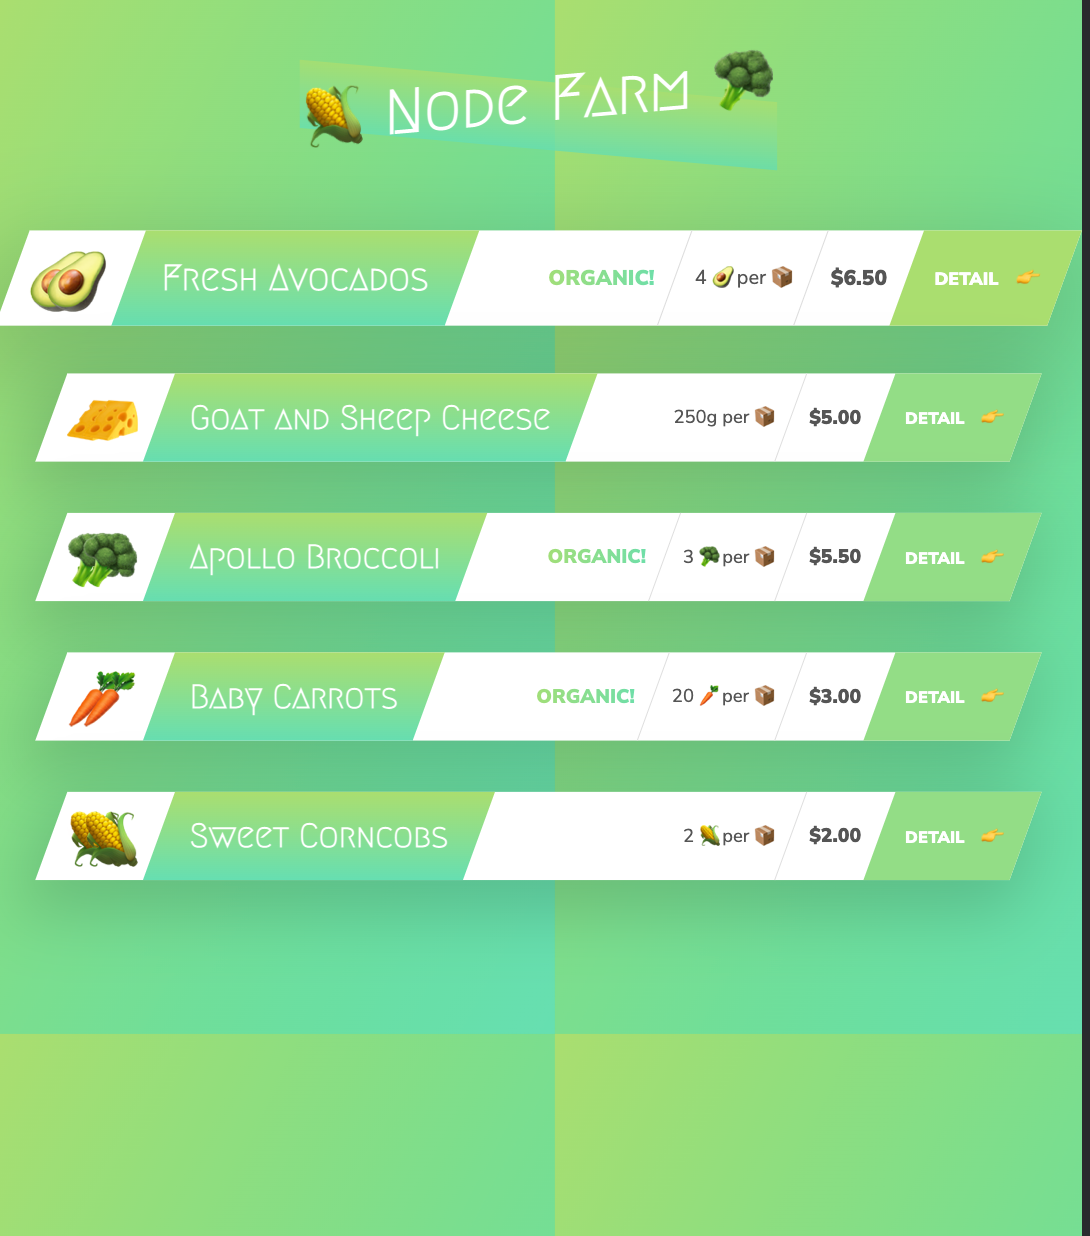 🌽 Node Farm 🥦
Fresh Avocados ORGANIC! 4 🥑 per 📦 $6.50 DETAIL 👉
Goat and Sheep Cheese 250g per 📦 $5.00 DETAIL 👉
Apollo Broccoli ORGANIC! 3 🥦 per 📦 $5.50 DETAIL 👉
Baby Carrots ORGANIC! 20 🥕 per 📦 $3.00 DETAIL 👉
Sweet Corncobs 2 🌽 per 📦 $2.00 DETAIL 👉